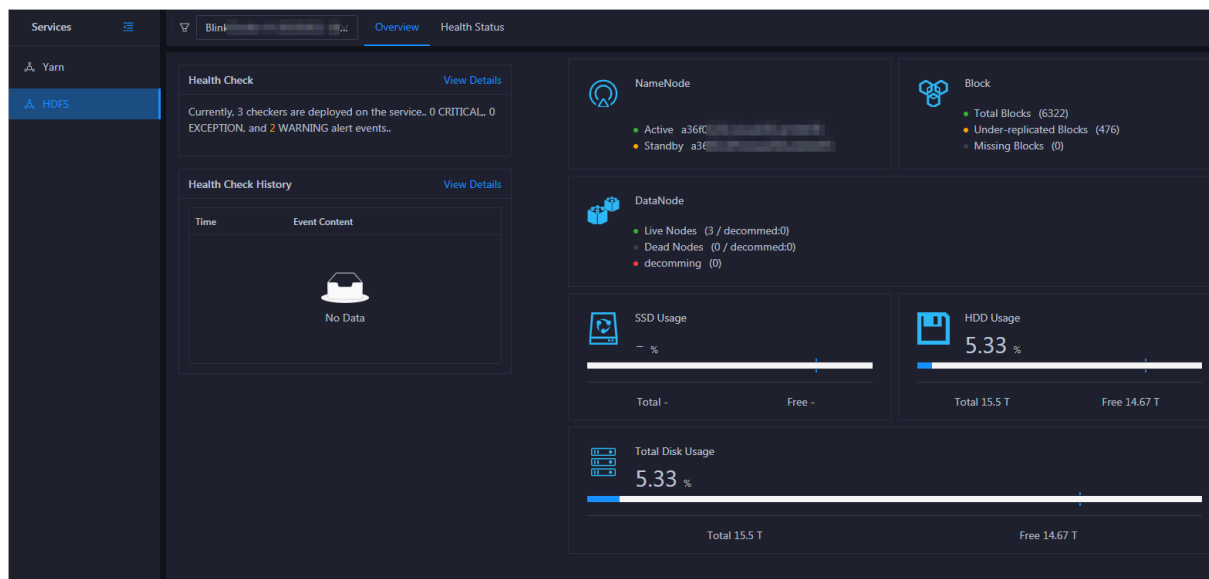 Services
Blink
Overview
Health Status
Yarn
HDFS
Health Check
View Details
Currently, 3 checkers are deployed on the service.. 0 CRITICAL, 0
EXCEPTION, and 2 WARNING alert events..
Health Check History
View Details
Time
Event Content
No Data
NameNode
Active a36f0
Standby a36
Block
Total Blocks (6322)
Under-replicated Blocks (476)
Missing Blocks (0)
DataNode
Live Nodes (3 / decommed:0)
Dead Nodes (0 / decommed:0)
decomming (0)
SSD Usage
- %
Total -
Free -
HDD Usage
5.33 %
Total 15.5 T
Free 14.67 T
Total Disk Usage
5.33 %
Total 15.5 T
Free 14.67 T